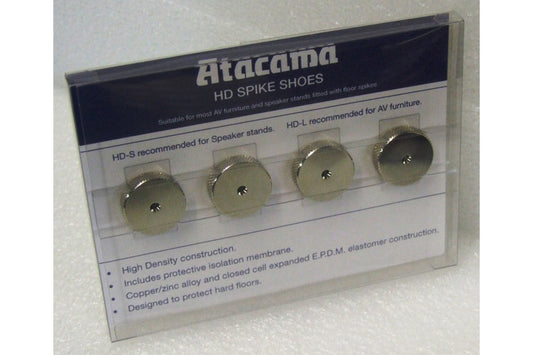 Atacama
HD SPIKE SHOES
Suitable for most AV furniture and speaker stands fitted with floor spikes
HD-S recommended for Speaker stands. HD-L recommended for AV furniture.
• High Density construction.
• Includes protective isolation membrane.
• Copper/zinc alloy and closed cell expanded E.P.D.M. elastomer construction.
• Designed to protect hard floors.